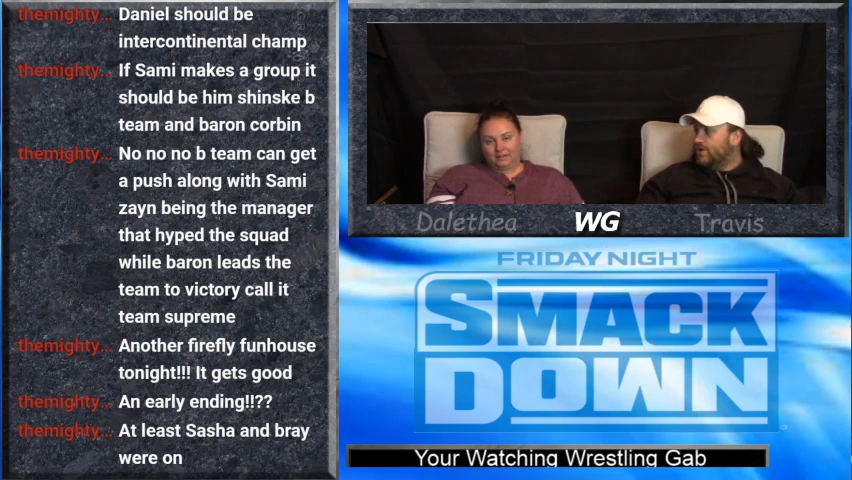 themighty... Daniel should be
intercontinental champ
themighty... If Sami makes a group it
should be him shinske b
team and baron corbin
themighty... No no no b team can get
a push along with Sami
zayn being the manager
that hyped the squad
while baron leads the
team to victory call it
team supreme
themighty... Another firefly funhouse
tonight!!! It gets good
themighty... An early ending!!??
themighty... At least Sasha and bray
were on
Dalethea WG Travis
FRIDAY NIGHT
SMACK
DOWN
Your Watching Wrestling Gab